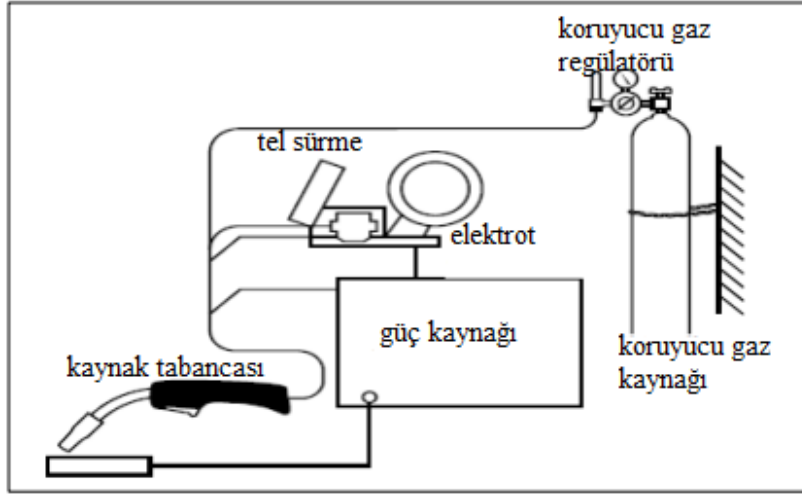 koruyucu gaz
regülatörü
tel sürme
elektrot
güç kaynağı
koruyucu gaz
kaynağı
kaynak tabancası